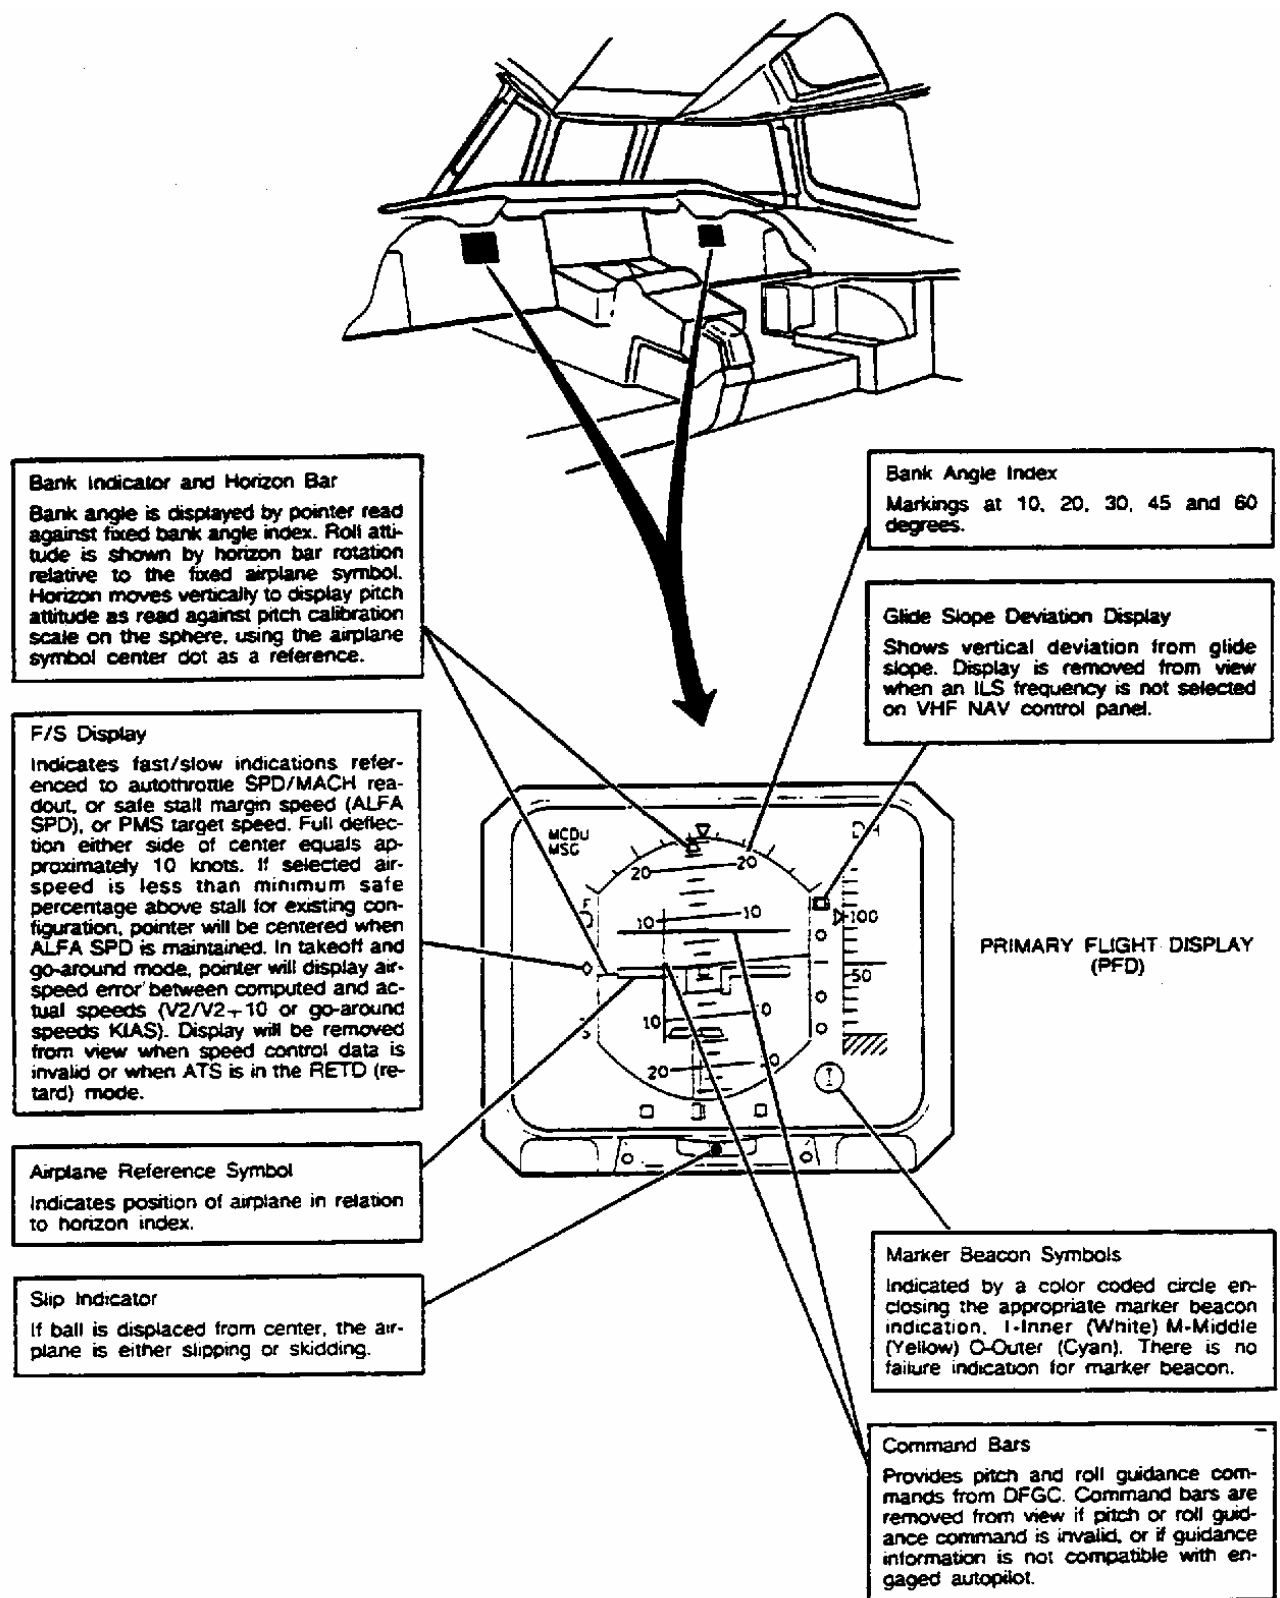 Bank Indicator and Horizon Bar
Bank angle is displayed by pointer read
against fixed bank angle index. Roll atti-
tude is shown by horizon bar rotation
relative to the fixed airplane symbol.
Horizon moves vertically to display pitch
attitude as read against pitch calibration
scale on the sphere, using the airplane
symbol center dot as a reference.
F/S Display
Indicates fast/slow indications refer-
enced to autothrottle SPD/MACH rea-
dout, or safe stall margin speed (ALFA
SPD), or PMS target speed. Full deflec-
tion either side of center equals ap-
proximately 10 knots. If selected air-
speed is less than minimum safe
percentage above stall for existing con-
figuration, pointer will be centered when
ALFA SPD is maintained. In takeoff and
go-around mode, pointer will display air-
speed error between computed and ac-
tual speeds (V2/V2+10 or go-around
speeds KIAS). Display will be removed
from view when speed control data is
invalid or when ATS is in the RETD (re-
tard) mode.
Airplane Reference Symbol
Indicates position of airplane in relation
to horizon index.
Slip Indicator
If ball is displaced from center, the air-
plane is either slipping or skidding.
MCDU
MSG
DH
20 20
F
10 10
100
50
10 0
S
20 0
I
Bank Angle Index
Markings at 10, 20, 30, 45 and 60
degrees.
Glide Slope Deviation Display
Shows vertical deviation from glide
slope. Display is removed from view
when an ILS frequency is not selected
on VHF NAV control panel.
PRIMARY FLIGHT DISPLAY
(PFD)
Marker Beacon Symbols
Indicated by a color coded circle en-
closing the appropriate marker beacon
indication. I-Inner (White) M-Middle
(Yellow) O-Outer (Cyan). There is no
failure indication for marker beacon.
Command Bars
Provides pitch and roll guidance com-
mands from DFGC. Command bars are
removed from view if pitch or roll guid-
ance command is invalid, or if guidance
information is not compatible with en-
gaged autopilot.